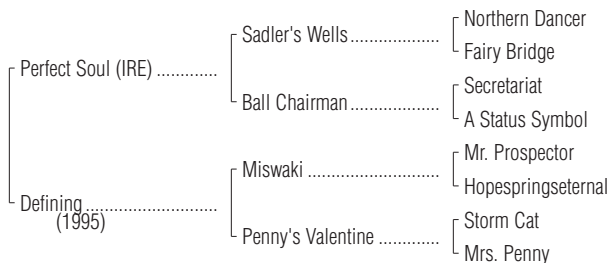 Northern Dancer
Sadler's Wells....................
Fairy Bridge
Perfect Soul (IRE) .............
Secretariat
Ball Chairman....................
A Status Symbol
Mr. Prospector
Miswaki .............................
Hopespringseternal
Defining............................
(1995)
Storm Cat
Penny's Valentine .............
Mrs. Penny